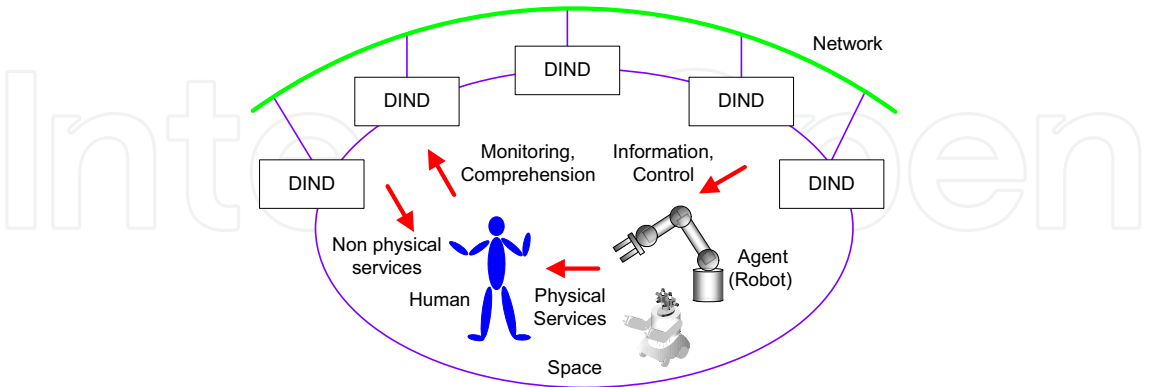 Network
DIND
DIND
DIND
DIND
DIND
Monitoring,
Comprehension
Information,
Control
Non physical
services
Human
Physical
Services
Agent
(Robot)
Space